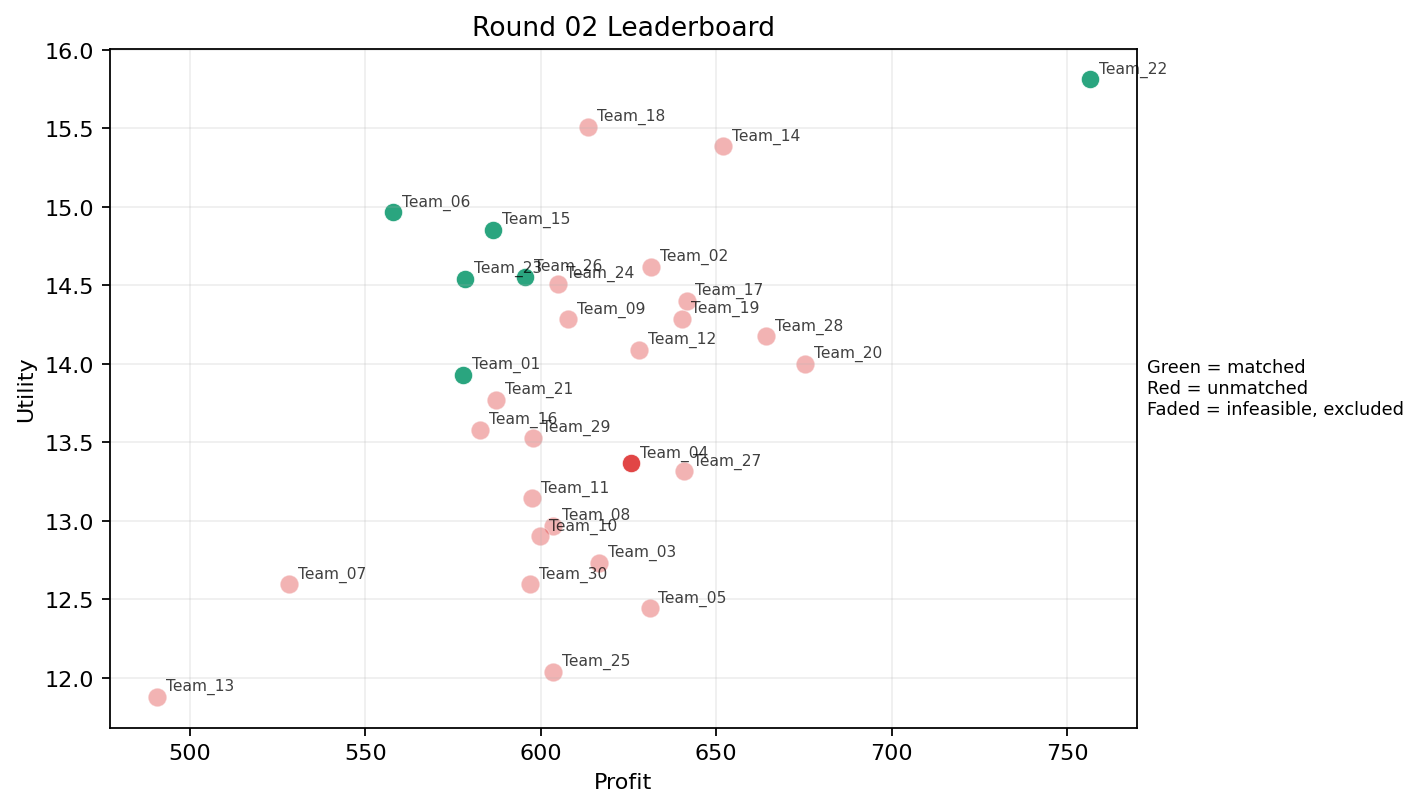 Round 02 Leaderboard
16.0
Team_22
Team_18
15.5
Team_14
Team_06
15.0
Team_15
Team_02
Team_23
Team_26
Team_24
14.5
Team_17
Team_09
Team_19
Team_28
Team_12
Team_20
14.0
Team_01
Green = matched
Red = unmatched
Faded = infeasible, excluded
Utility
Team_21
Team_16
Team_29
13.5
Team_04
Team_27
Team_11
Team_08
13.0
Team_10
Team_03
Team_07
Team_30
12.5
Team_05
Team_25
12.0
Team_13
500
550
600
650
700
750
Profit